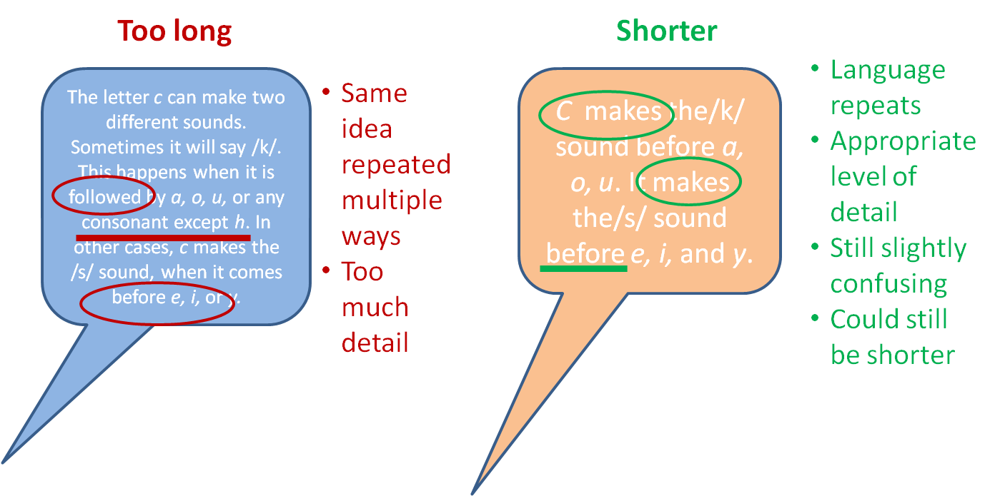 Too long
The letter c can make two
different sounds.
Sometimes it will say /k/.
This happens when it is
followed by a, o, u, or any
consonant except h. In
other cases, c makes the
/s/ sound, when it comes
before e, i, or y.
• Same
idea
repeated
multiple
ways
• Too
much
detail
Shorter
C makes the/k/
sound before a,
o, u. It makes
the/s/ sound
before e, i, and y.
• Language
repeats
• Appropriate
level of
detail
• Still slightly
confusing
• Could still
be shorter